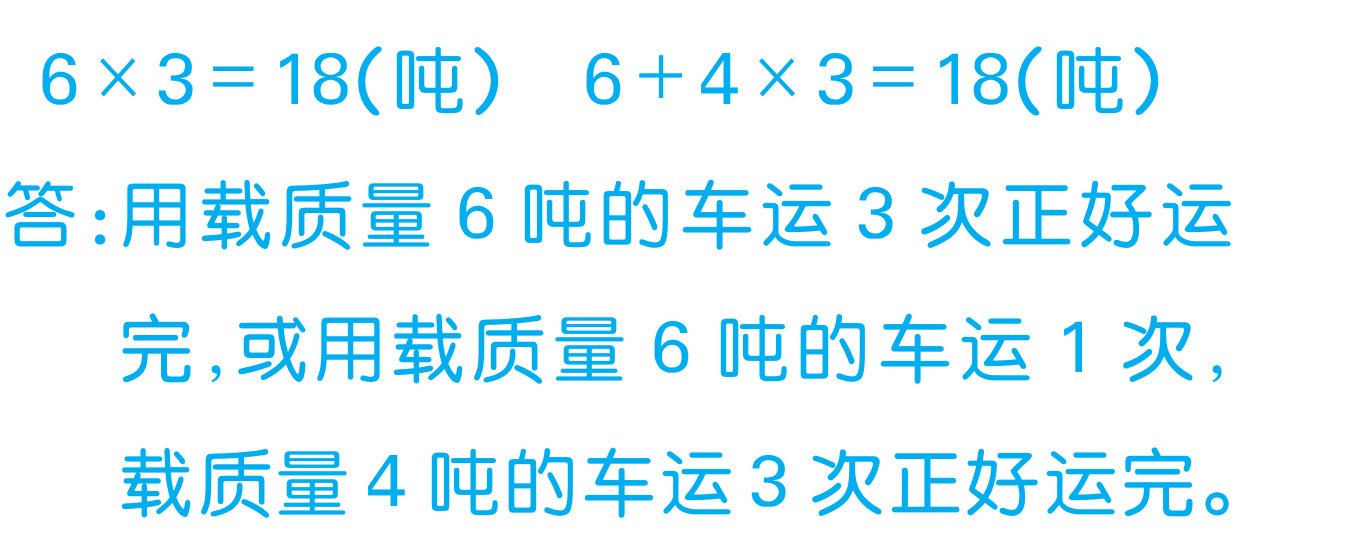 6×3=18(吨) 6+4×3=18(吨)
答:用载质量 6 吨的车运 3 次正好运
完,或用载质量 6 吨的车运 1 次,
载质量 4 吨的车运 3 次正好运完。